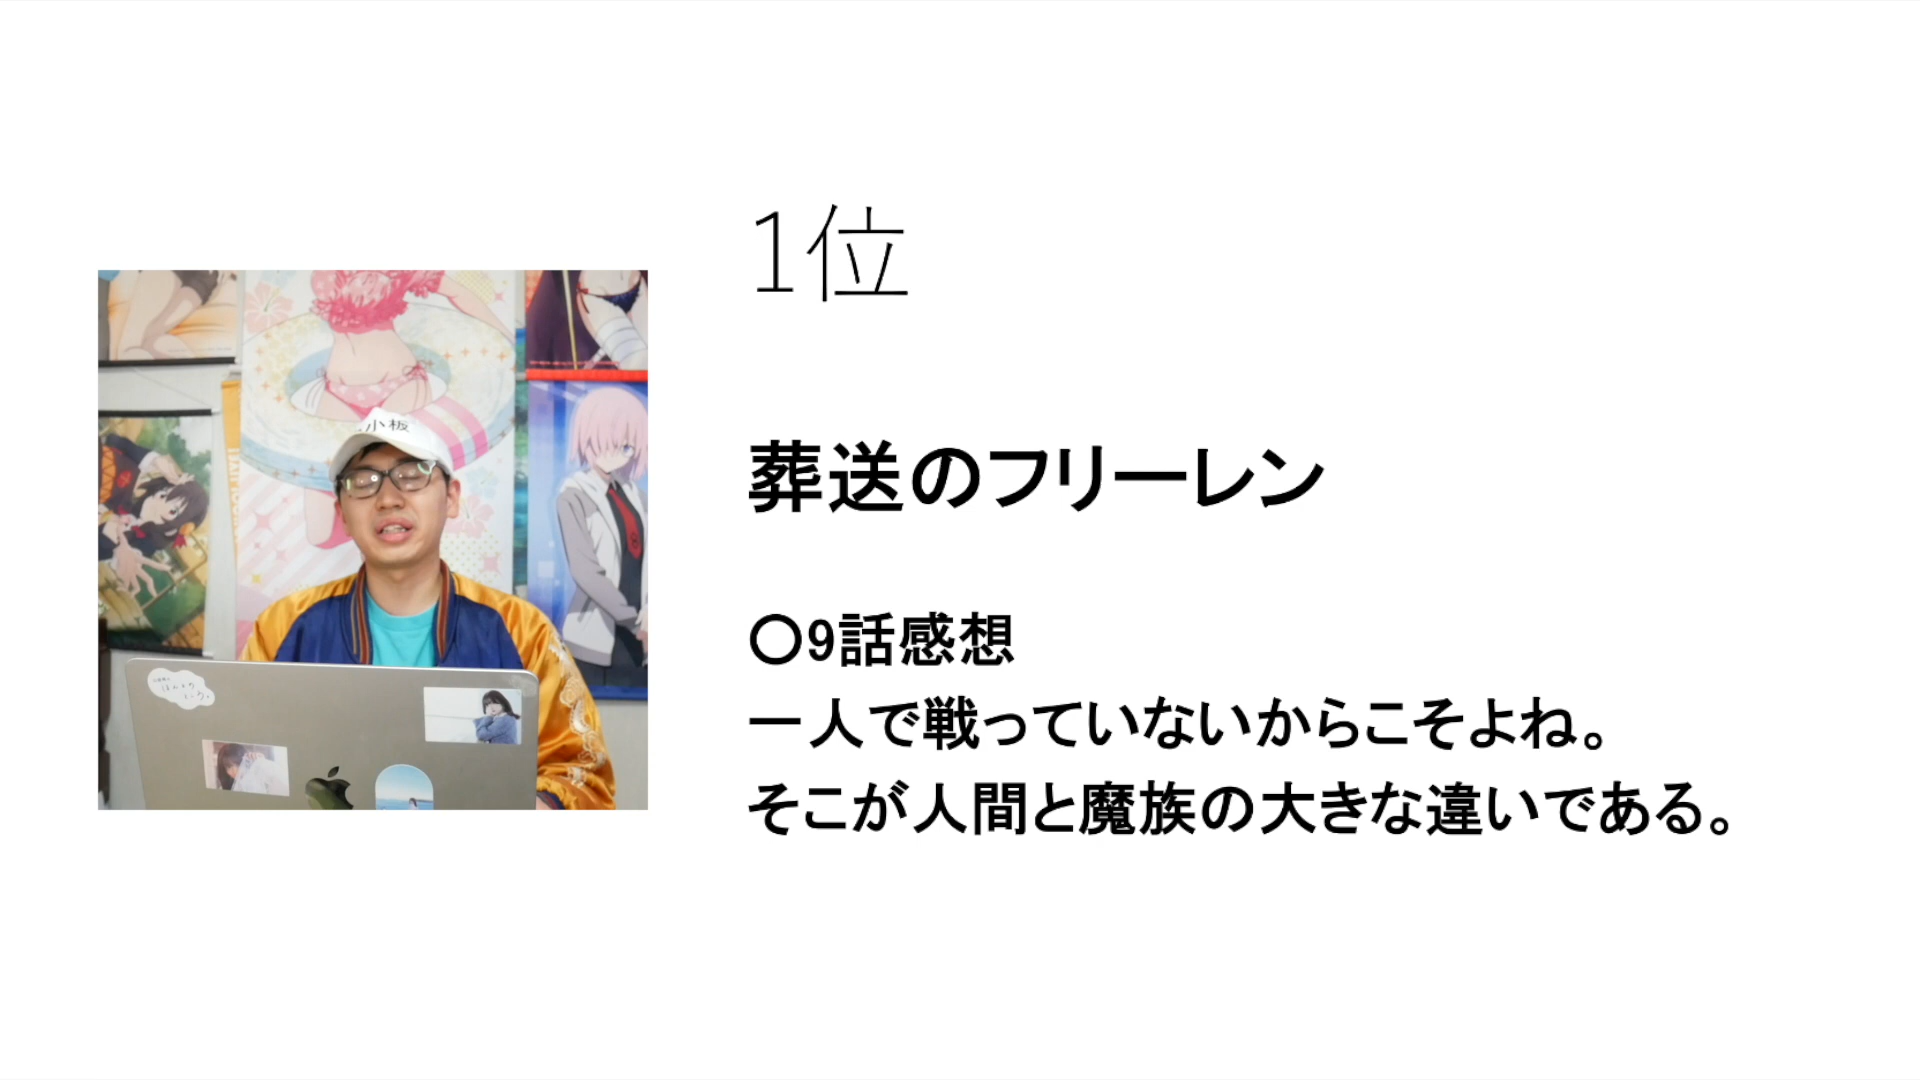 1位
葬送のフリーレン
〇9話感想
一人で戦っていないからこそよね。
そこが人間と魔族の大きな違いである。
小板